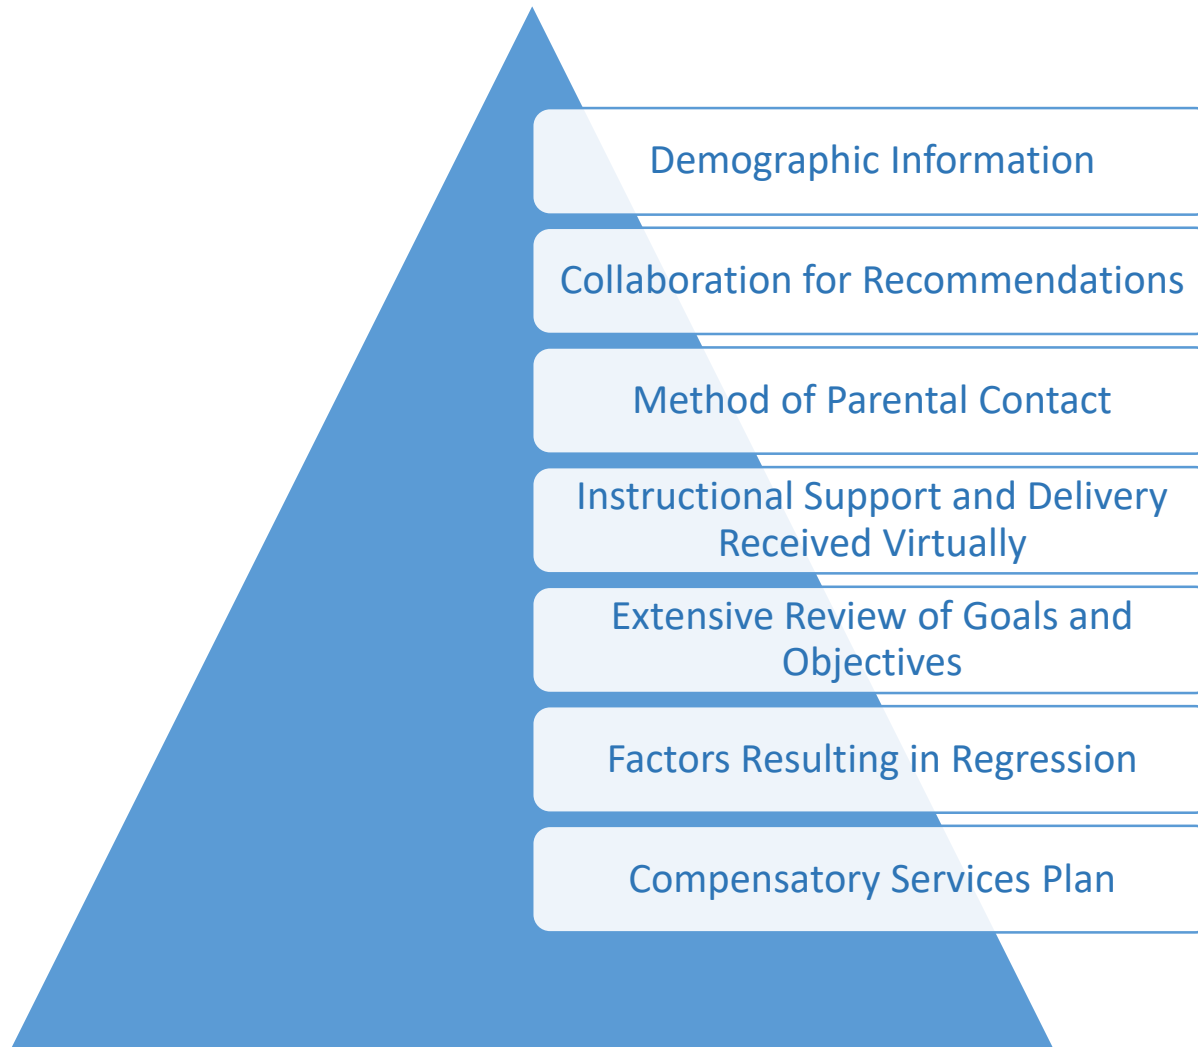 Demographic Information
Collaboration for Recommendations
Method of Parental Contact
Instructional Support and Delivery
Received Virtually
Extensive Review of Goals and
Objectives
Factors Resulting in Regression
Compensatory Services Plan